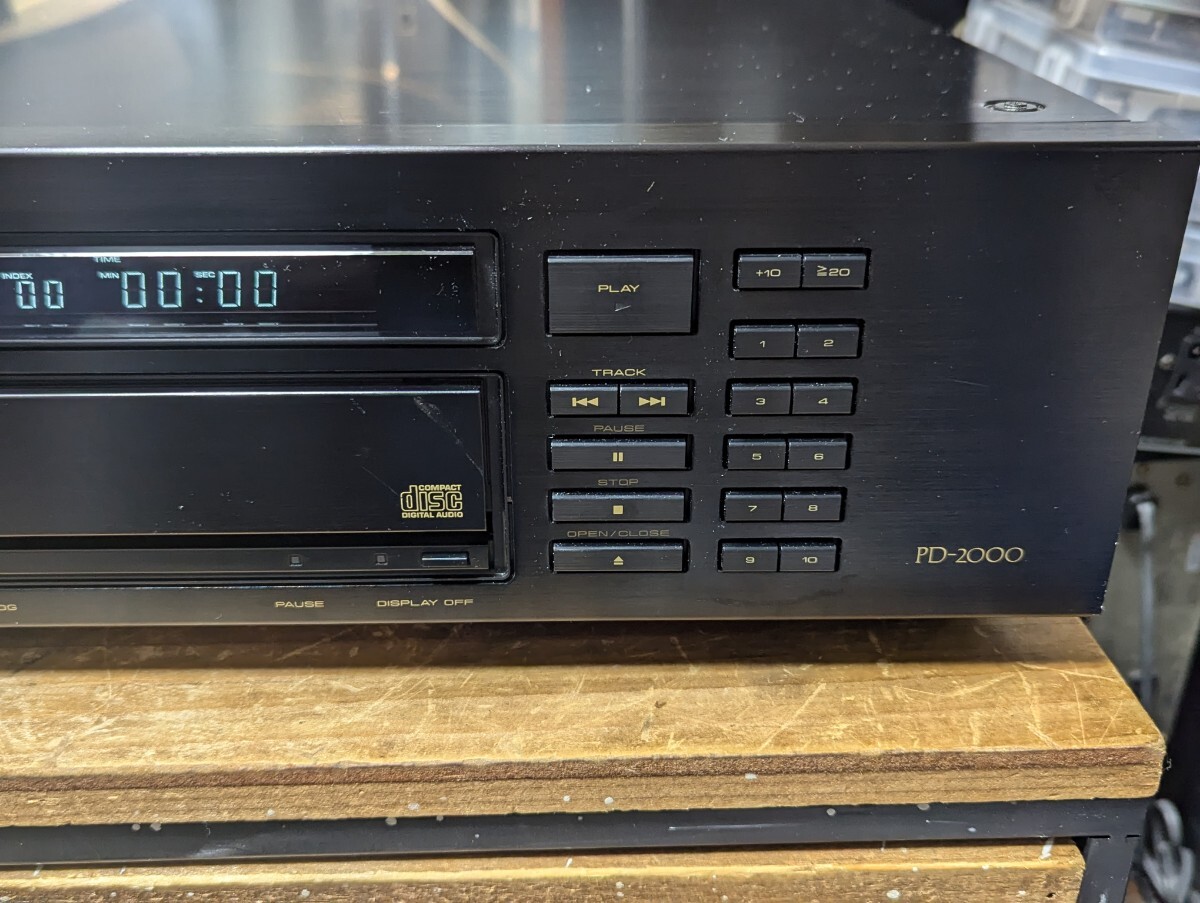 TIME
INDEX MIN SEC
00 00:00
PLAY
+10 ≧20
1 2
TRACK
3 4
PAUSE
5 6
STOP
7 8
OPEN/CLOSE
9 10
COMPACT
disc
DIGITAL AUDIO
PD-2000
OG
PAUSE
DISPLAY OFF